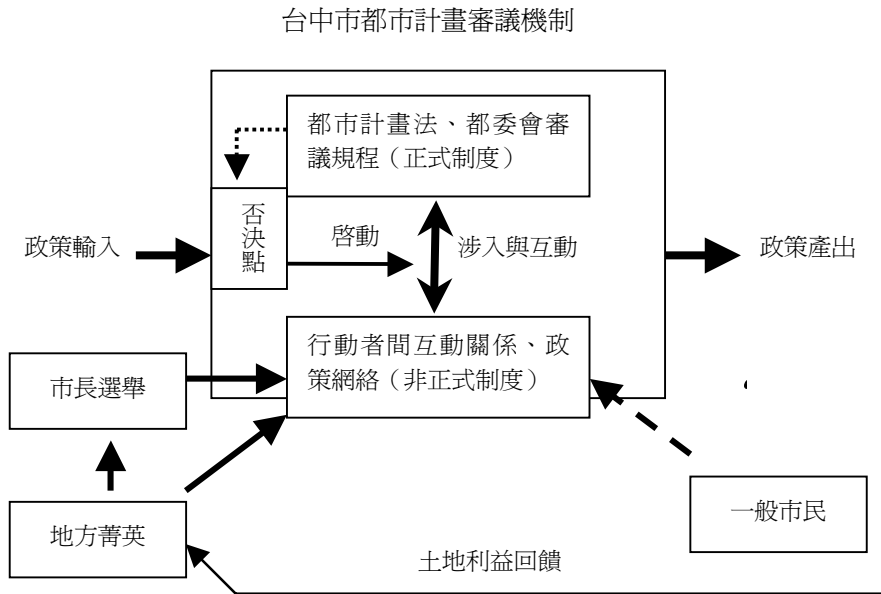 台中市都市計畫審議機制
都市計畫法、都委會審
議規程（正式制度）
否決點
政策輸入
啓動
涉入與互動
政策產出
行動者間互動關係、政
策網絡（非正式制度）
市長選舉
地方菁英
一般市民
土地利益回饋